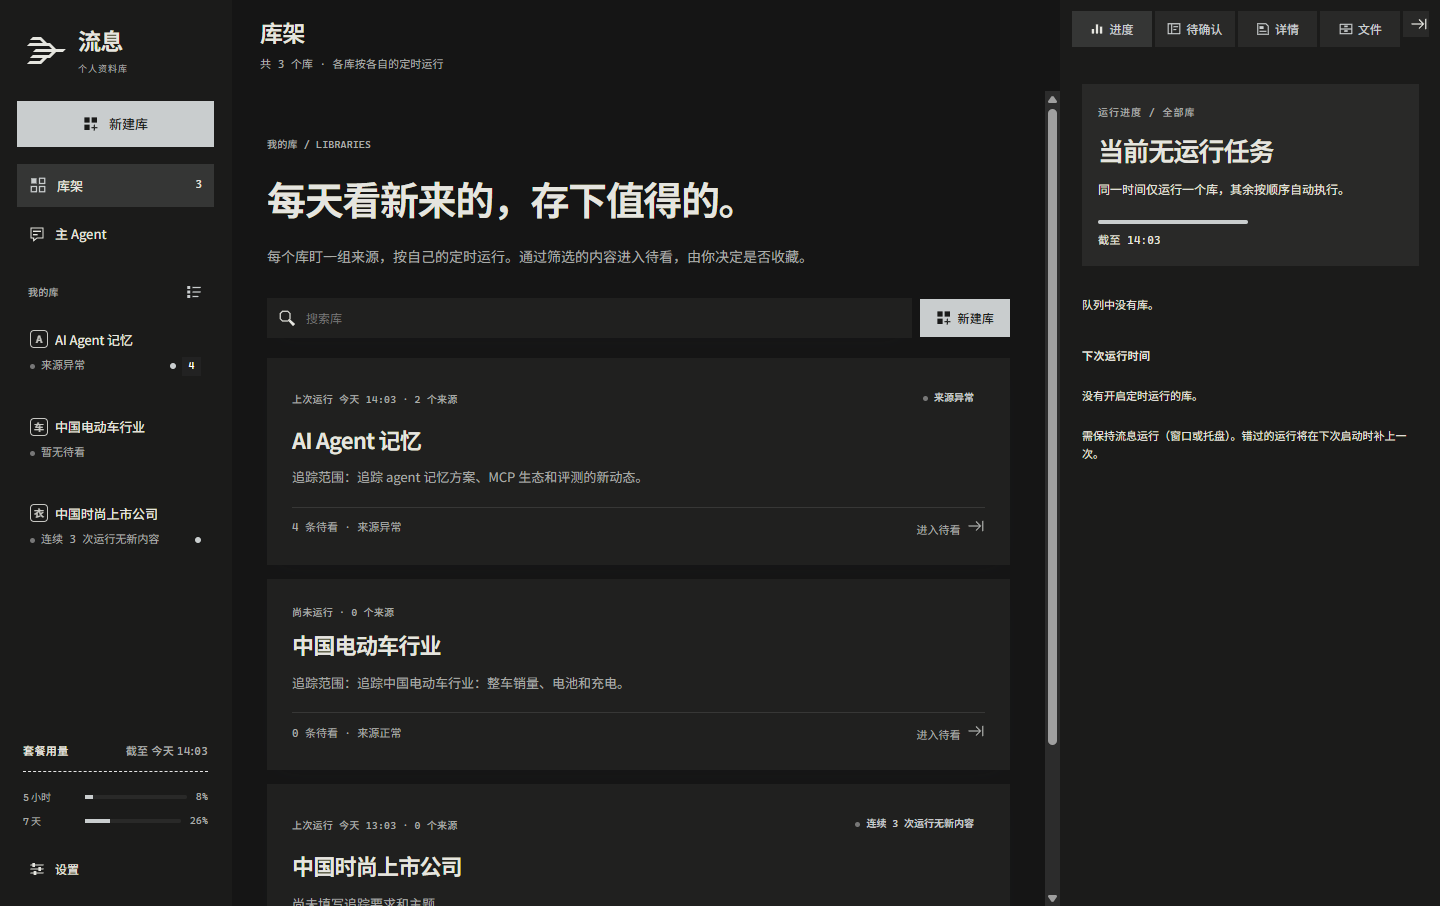 流息
个人资料库
新建库
库架 3
主 Agent
我的库
A AI Agent 记忆
来源异常 4
车 中国电动车行业
暂无待看
衣 中国时尚上市公司
连续 3 次运行无新内容
套餐用量 截至 今天 14:03
5 小时 8%
7 天 26%
设置
库架
共 3 个库 · 各库按各自的定时运行
我的库 / LIBRARIES
每天看新来的，存下值得的。
每个库盯一组来源，按自己的定时运行。通过筛选的内容进入待看，由你决定是否收藏。
搜索库
新建库
上次运行 今天 14:03 · 2 个来源
来源异常
AI Agent 记忆
追踪范围：追踪 agent 记忆方案、MCP 生态和评测的新动态。
4 条待看 · 来源异常
进入待看
尚未运行 · 0 个来源
中国电动车行业
追踪范围：追踪中国电动车行业：整车销量、电池和充电。
0 条待看 · 来源正常
进入待看
上次运行 今天 13:03 · 0 个来源
连续 3 次运行无新内容
中国时尚上市公司
尚未填写追踪要求和主题
进度
待确认
详情
文件
运行进度 / 全部库
当前无运行任务
同一时间仅运行一个库，其余按顺序自动执行。
截至 14:03
队列中没有库。
下次运行时间
没有开启定时运行的库。
需保持流息运行（窗口或托盘）。错过的运行将在下次启动时补上一
次。